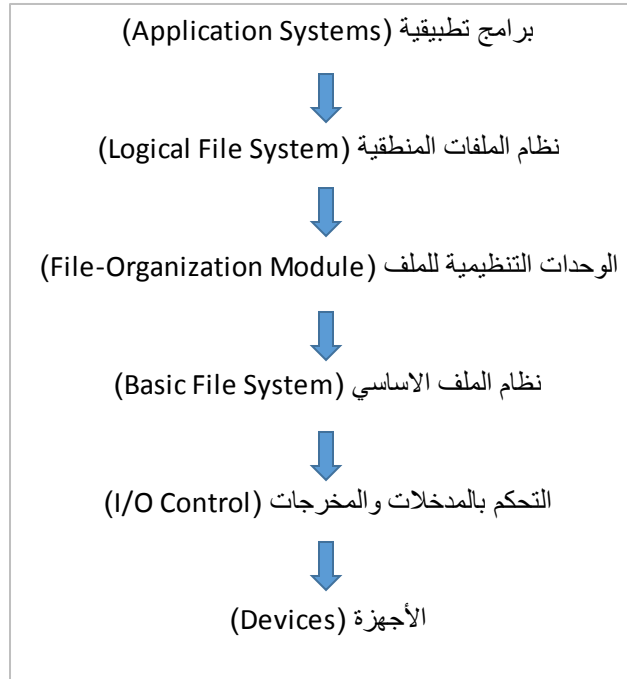 برامج تطبيقية (Application Systems)
نظام الملفات المنطقية (Logical File System)
الوحدات التنظيمية للملف (File-Organization Module)
نظام الملف الاساسي (Basic File System)
التحكم بالمدخلات والمخرجات (I/O Control)
الأجهزة (Devices)